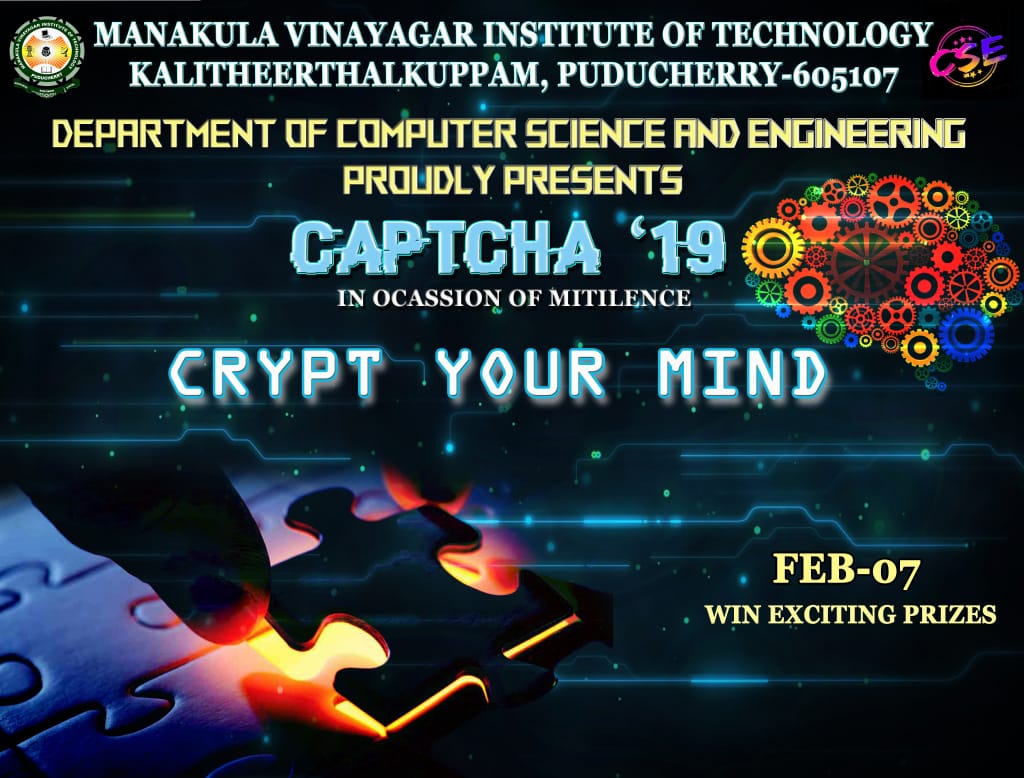 MANAKULA VINAYAGAR INSTITUTE OF TECHNOLOGY
KALITHEERTHALKUPPAM, PUDUCHERRY-605107
CSE
DEPARTMENT OF COMPUTER SCIENCE AND ENGINEERING
PROUDLY PRESENTS
CAPTCHA ‘19
IN OCASSION OF MITILENCE
CRYPT YOUR MIND
FEB-07
WIN EXCITING PRIZES
PUDUCHERRY